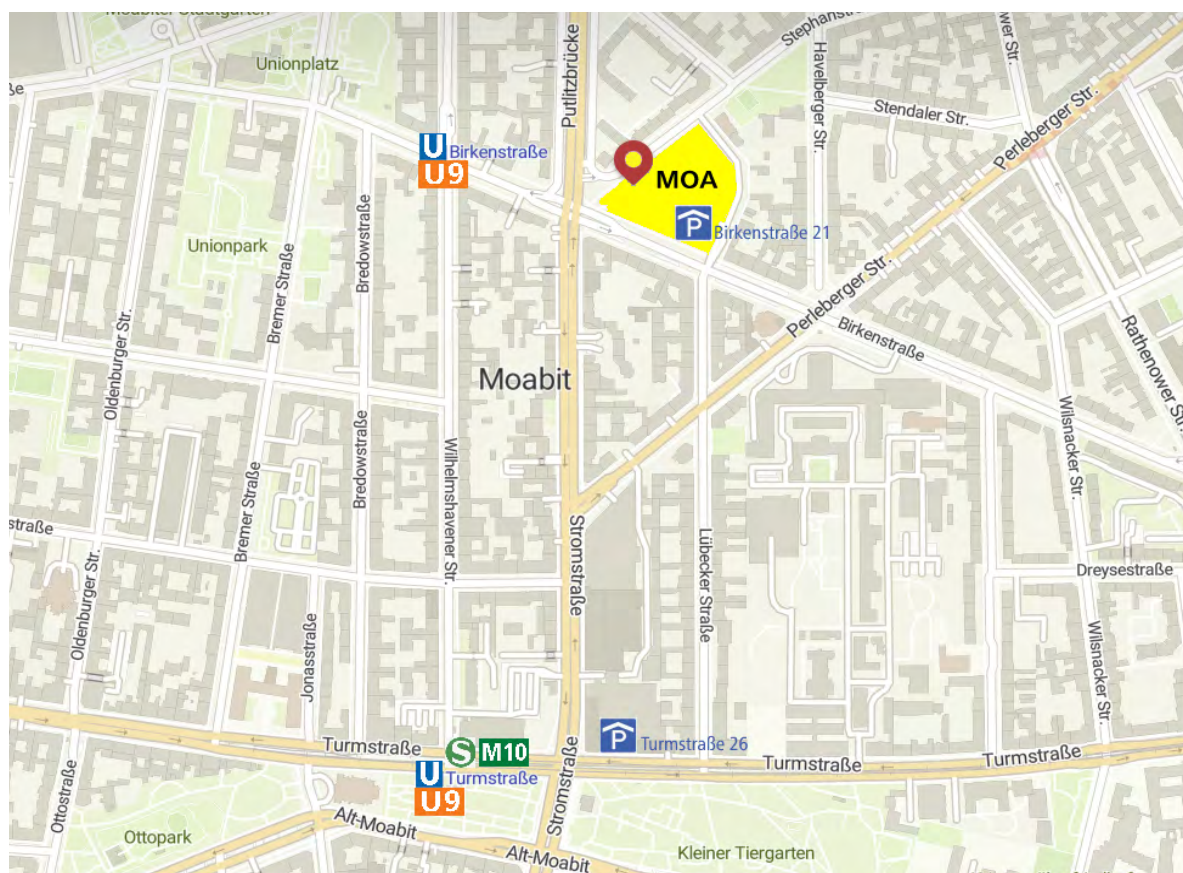 Moabiter Stadtgarten
Unionplatz
Putlitzbrücke
Stephanstr
Havelberger Str.
Stendaler Str.
Perleberger Str.
U Birkenstraße
U9
MOA
P Birkenstraße 21
Unionpark
Bremer Straße
Bredowstraße
Oldenburger Str.
Perleberger Str.
Birkenstraße
Rathenower Str.
Moabit
Wilsnacker Str.
Bredowstraße
Wilhelmshavener Str.
Bremer Straße
straße
Oldenburger Str.
Stromstraße
Lübecker Straße
Dreysestraße
Jonasstraße
Wilsnacker Str.
P Turmstraße 26
Turmstraße
S M10
U Turmstraße
U9
Turmstraße
Turmstraße
Ottostraße
Stromstraße
Ottopark
Alt-Moabit
Alt-Moabit
Kleiner Tiergarten